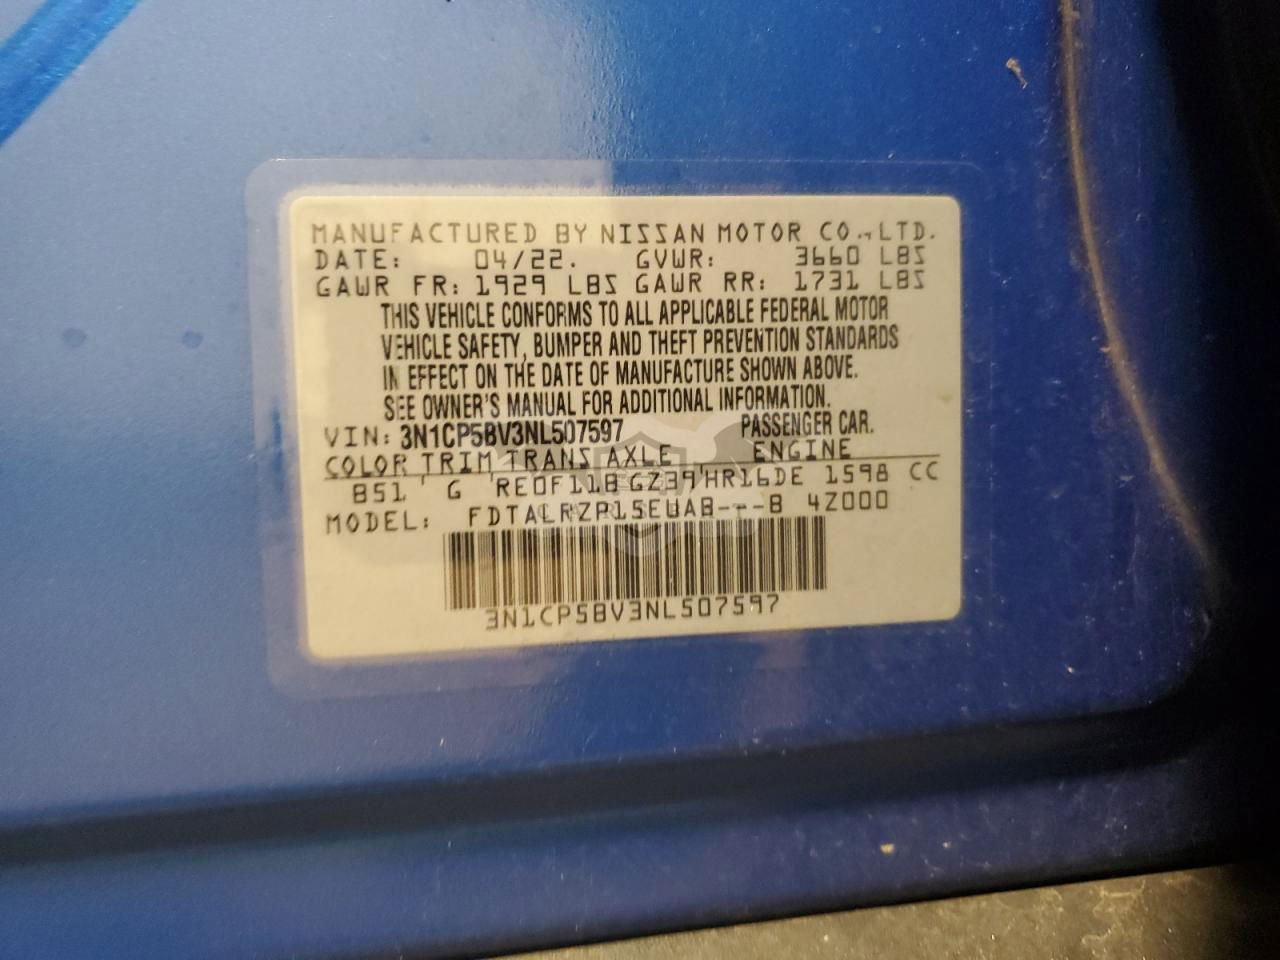 MANUFACTURED BY NISSAN MOTOR CO., LTD.
DATE: 04/22. GVWR: 3660 LBS
GAWR FR: 1929 LBS GAWR RR: 1731 LBS
THIS VEHICLE CONFORMS TO ALL APPLICABLE FEDERAL MOTOR
VEHICLE SAFETY, BUMPER AND THEFT PREVENTION STANDARDS
IN EFFECT ON THE DATE OF MANUFACTURE SHOWN ABOVE.
SEE OWNER'S MANUAL FOR ADDITIONAL INFORMATION.
VIN: 3N1CP5BV3NL507597 PASSENGER CAR.
COLOR TRIM TRANS AXLE ENGINE
B51 G RE0F11B GZ39 HR16DE 1598 CC
MODEL: FDTALRZP15EUAB---B 4Z000
3N1CP5BV3NL507597